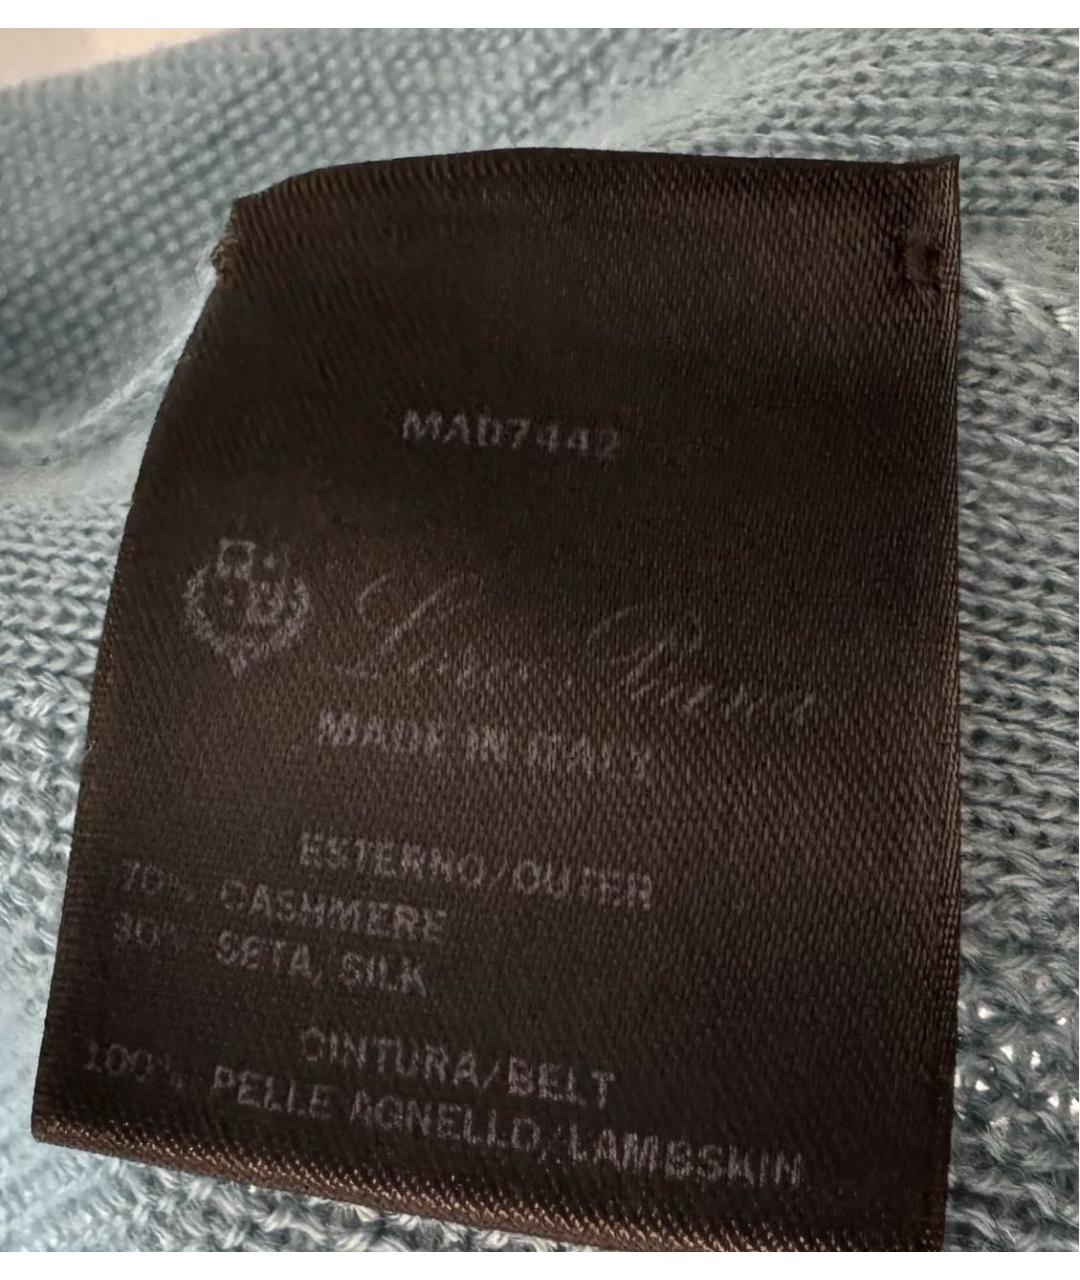 MAD7442
Loro Piana
MADE IN ITALY
ESTERNO/OUTER
70% CASHMERE
30% SETA, SILK
CINTURA/BELT
100% PELLE AGNELLO, LAMBSKIN